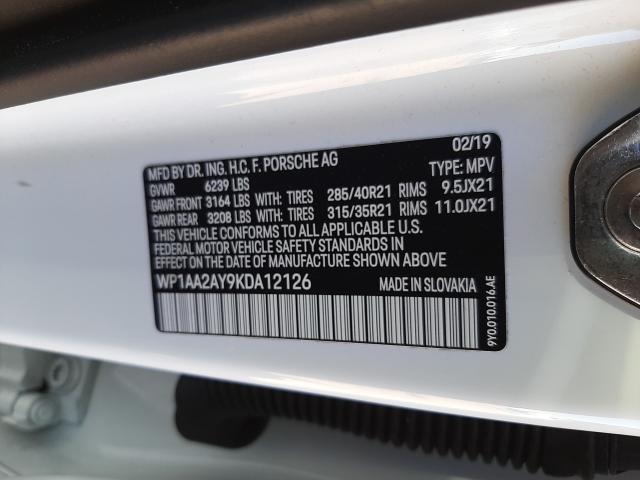 MFD BY DR. ING. H.C. F. PORSCHE AG 02/19
GVWR 6239 LBS TYPE: MPV
GAWR FRONT 3164 LBS WITH: TIRES 285/40R21 RIMS 9.5JX21
GAWR REAR 3208 LBS WITH: TIRES 315/35R21 RIMS 11.0JX21
THIS VEHICLE CONFORMS TO ALL APPLICABLE U.S.
FEDERAL MOTOR VEHICLE SAFETY STANDARDS IN
EFFECT ON THE DATE OF MANUFACTURE SHOWN ABOVE
WP1AA2AY9KDA12126 MADE IN SLOVAKIA
9Y0.010.016.AE